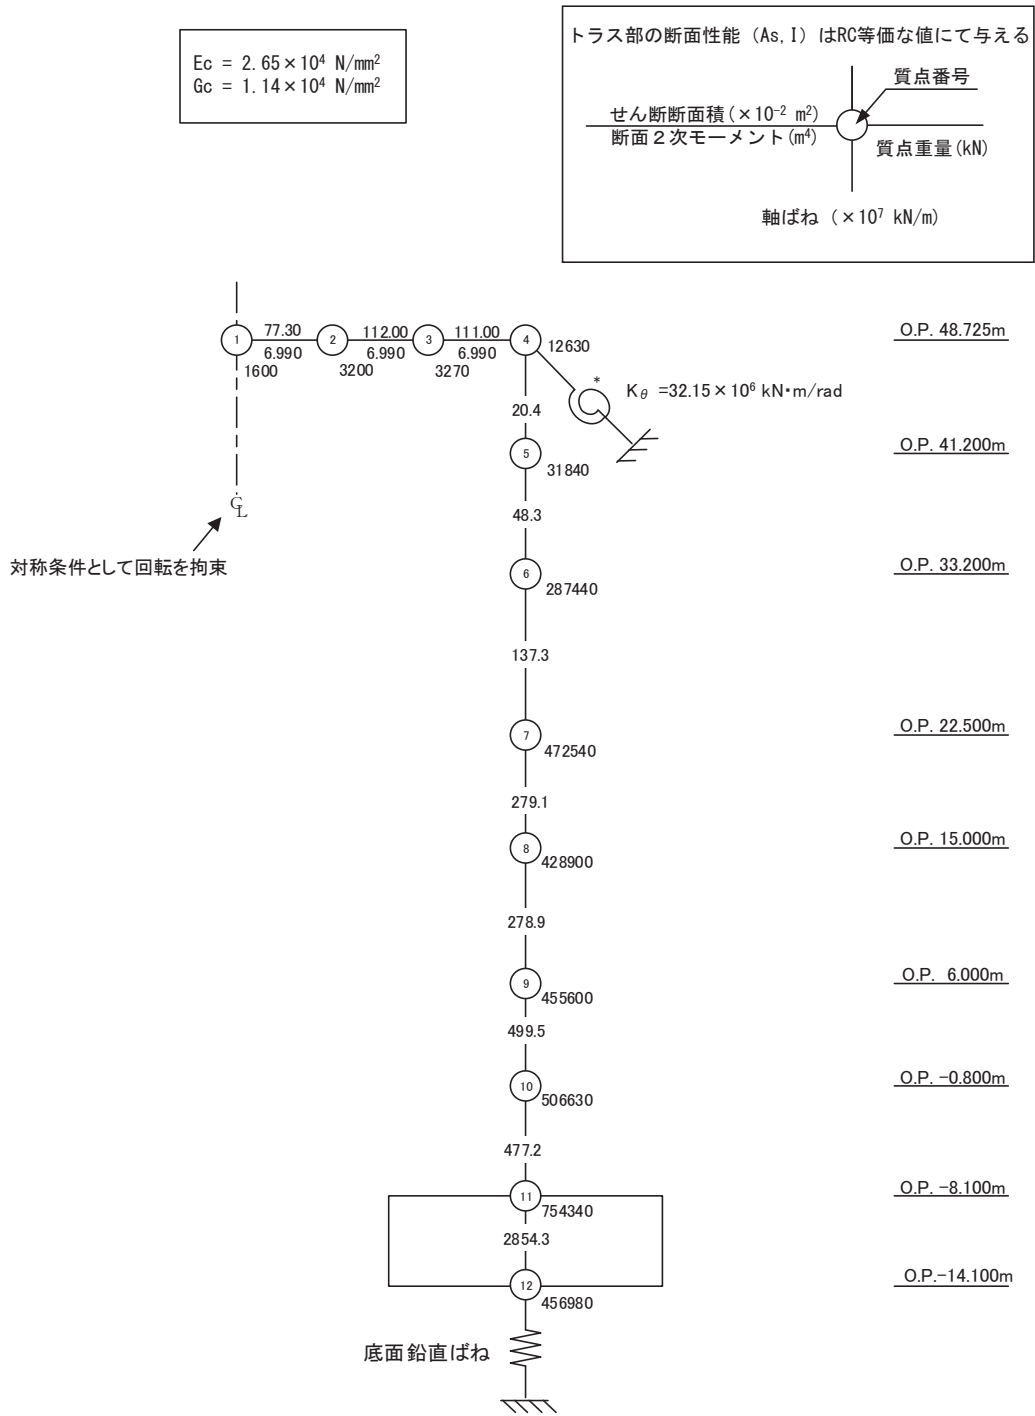 Ec = 2.65×10⁴ N/mm²
Gc = 1.14×10⁴ N/mm²
トラス部の断面性能（As, I）はRC等価な値にて与える
質点番号
せん断断面積(×10⁻² m²)
断面２次モーメント(m⁴)
質点重量(kN)
軸ばね（×10⁷ kN/m）
1 77.30 2 112.00 3 111.00 4 12630
6.990 6.990 6.990
1600 3200 3270
O.P. 48.725m
* Kθ =32.15×10⁶ kN・m/rad
20.4
5 31840
O.P. 41.200m
CL
対称条件として回転を拘束
48.3
6 287440
O.P. 33.200m
137.3
7 472540
O.P. 22.500m
279.1
8 428900
O.P. 15.000m
278.9
9 455600
O.P. 6.000m
499.5
10 506630
O.P. -0.800m
477.2
11 754340
O.P. -8.100m
2854.3
12 456980
O.P.-14.100m
底面鉛直ばね